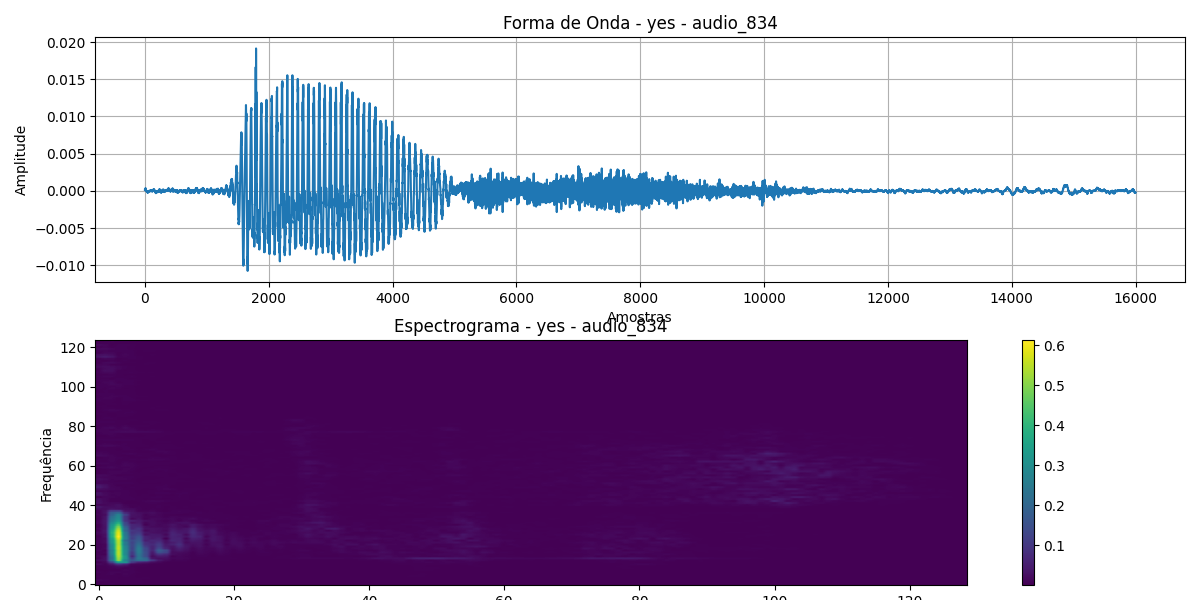 Forma de Onda - yes - audio_834
0.020
0.015
0.010
0.005
0.000
−0.005
−0.010
Amplitude
0 2000 4000 6000 8000 10000 12000 14000 16000
Amostras
Espectrograma - yes - audio_834
120
100
80
60
40
20
0
Frequência
0 20 40 60 80 100 120
0.6
0.5
0.4
0.3
0.2
0.1